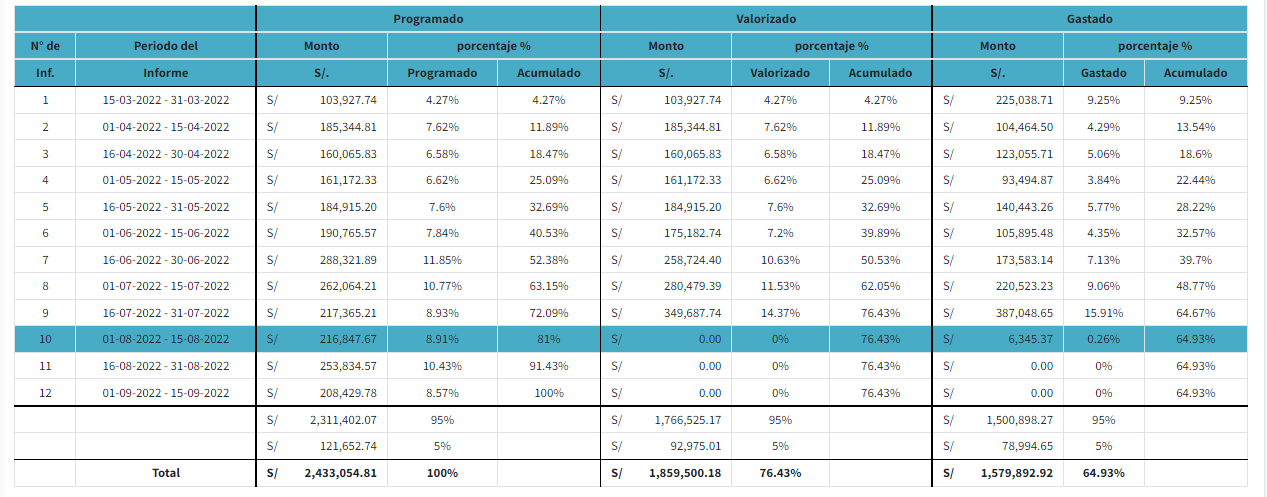 Programado Valorizado Gastado
N° de Periodo del Monto porcentaje % Monto porcentaje % Monto porcentaje %
Inf. Informe S/. Programado Acumulado S/. Valorizado Acumulado S/. Gastado Acumulado
1 15-03-2022 - 31-03-2022 S/ 103,927.74 4.27% 4.27% S/ 103,927.74 4.27% 4.27% S/ 225,038.71 9.25% 9.25%
2 01-04-2022 - 15-04-2022 S/ 185,344.81 7.62% 11.89% S/ 185,344.81 7.62% 11.89% S/ 104,464.50 4.29% 13.54%
3 16-04-2022 - 30-04-2022 S/ 160,065.83 6.58% 18.47% S/ 160,065.83 6.58% 18.47% S/ 123,055.71 5.06% 18.6%
4 01-05-2022 - 15-05-2022 S/ 161,172.33 6.62% 25.09% S/ 161,172.33 6.62% 25.09% S/ 93,494.87 3.84% 22.44%
5 16-05-2022 - 31-05-2022 S/ 184,915.20 7.6% 32.69% S/ 184,915.20 7.6% 32.69% S/ 140,443.26 5.77% 28.22%
6 01-06-2022 - 15-06-2022 S/ 190,765.57 7.84% 40.53% S/ 175,182.74 7.2% 39.89% S/ 105,895.48 4.35% 32.57%
7 16-06-2022 - 30-06-2022 S/ 288,321.89 11.85% 52.38% S/ 258,724.40 10.63% 50.53% S/ 173,583.14 7.13% 39.7%
8 01-07-2022 - 15-07-2022 S/ 262,064.21 10.77% 63.15% S/ 280,479.39 11.53% 62.05% S/ 220,523.23 9.06% 48.77%
9 16-07-2022 - 31-07-2022 S/ 217,365.21 8.93% 72.09% S/ 349,687.74 14.37% 76.43% S/ 387,048.65 15.91% 64.67%
10 01-08-2022 - 15-08-2022 S/ 216,847.67 8.91% 81% S/ 0.00 0% 76.43% S/ 6,345.37 0.26% 64.93%
11 16-08-2022 - 31-08-2022 S/ 253,834.57 10.43% 91.43% S/ 0.00 0% 76.43% S/ 0.00 0% 64.93%
12 01-09-2022 - 15-09-2022 S/ 208,429.78 8.57% 100% S/ 0.00 0% 76.43% S/ 0.00 0% 64.93%
S/ 2,311,402.07 95% S/ 1,766,525.17 95% S/ 1,500,898.27 95%
S/ 121,652.74 5% S/ 92,975.01 5% S/ 78,994.65 5%
Total S/ 2,433,054.81 100% S/ 1,859,500.18 76.43% S/ 1,579,892.92 64.93%